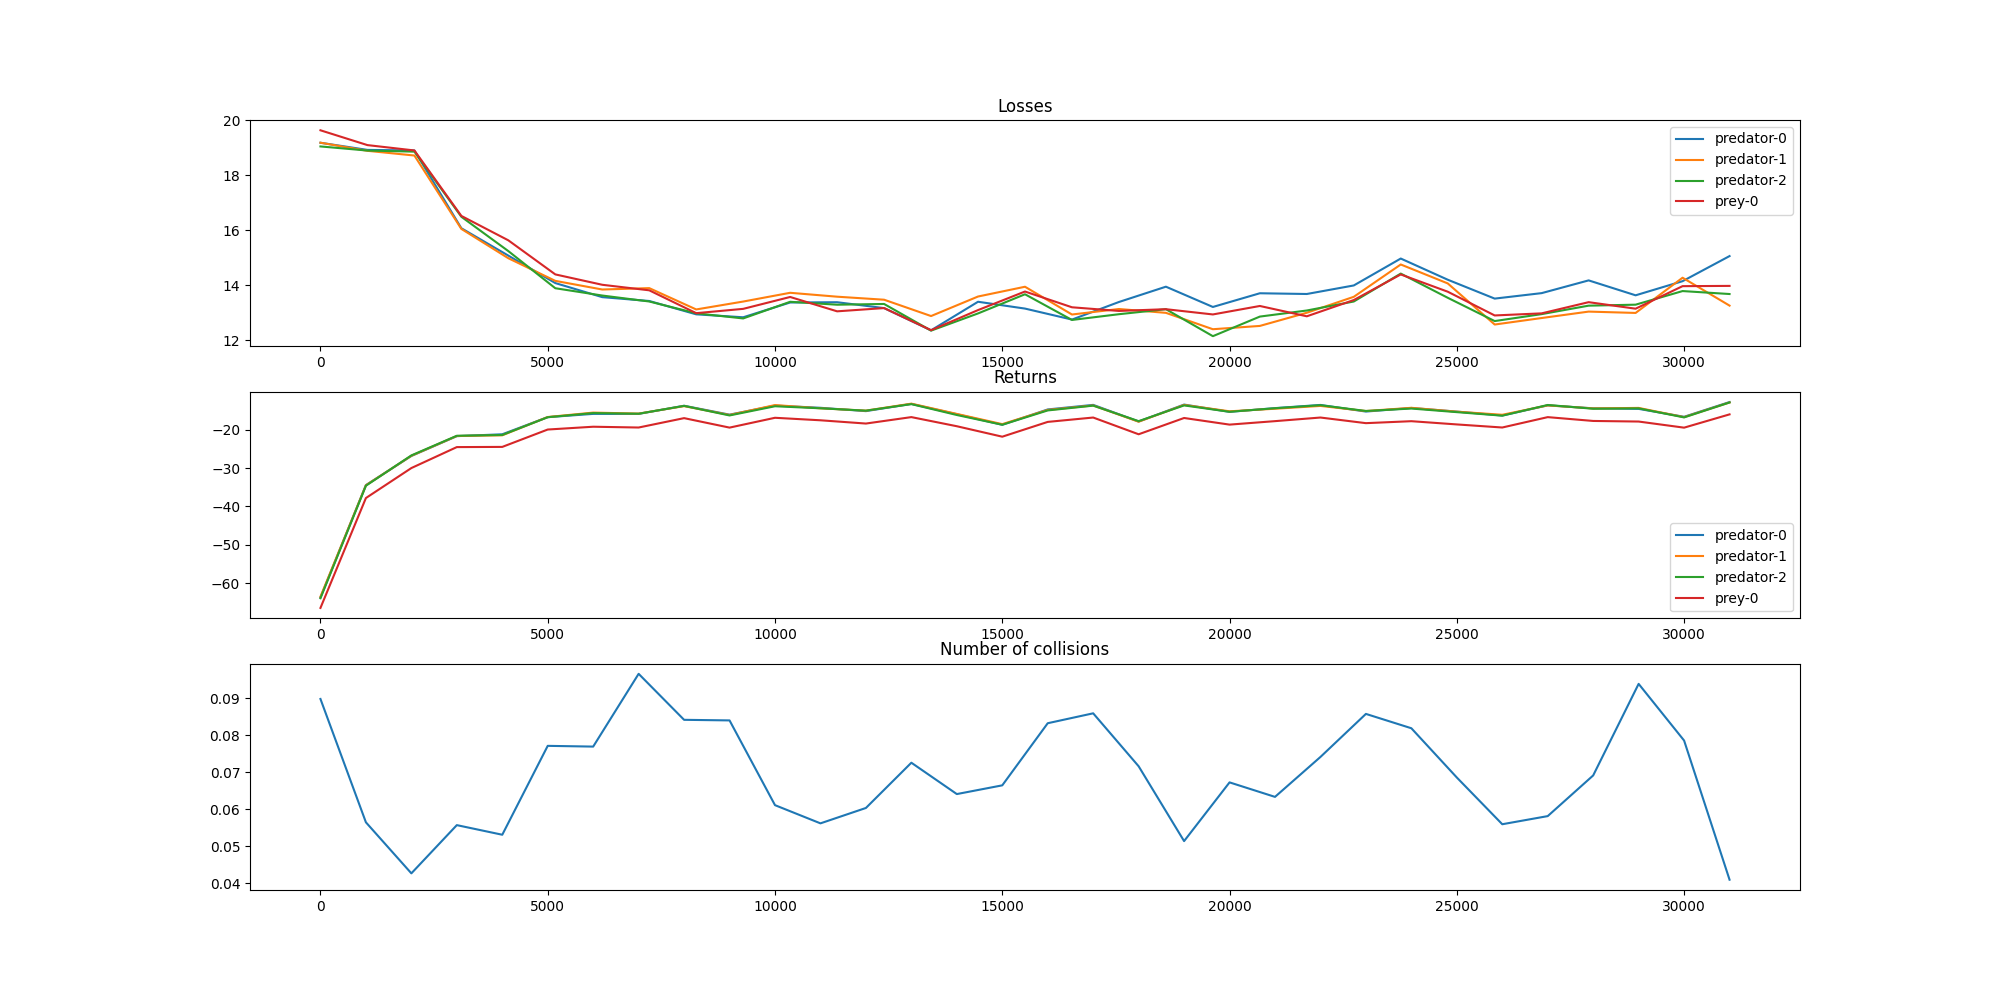 Losses
20
18
16
14
12
predator-0
predator-1
predator-2
prey-0
0 5000 10000 15000 20000 25000 30000
Returns
−20
−30
−40
−50
−60
predator-0
predator-1
predator-2
prey-0
0 5000 10000 15000 20000 25000 30000
Number of collisions
0.09
0.08
0.07
0.06
0.05
0.04
0 5000 10000 15000 20000 25000 30000